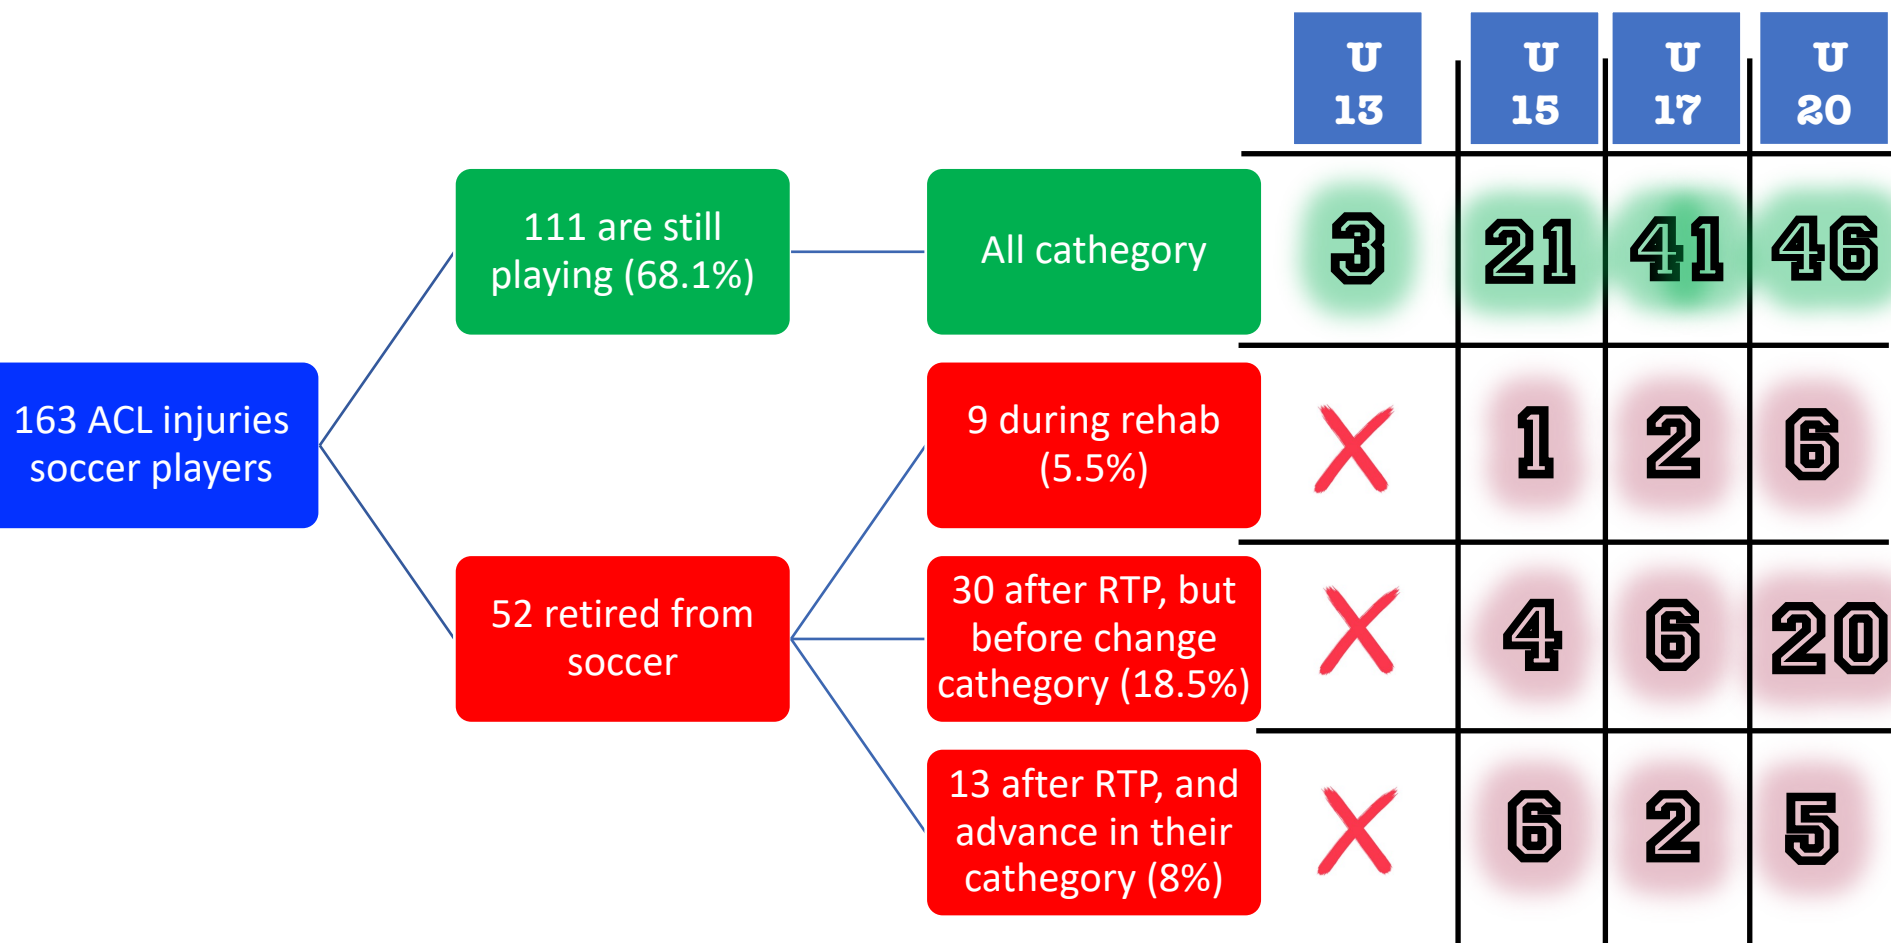 U
13
U
15
U
17
U
20
111 are still
playing (68.1%)
All cathegory
3
21
41
46
163 ACL injuries
soccer players
9 during rehab
(5.5%)
1
2
6
52 retired from
soccer
30 after RTP, but
before change
cathegory (18.5%)
4
6
20
13 after RTP, and
advance in their
cathegory (8%)
6
2
5